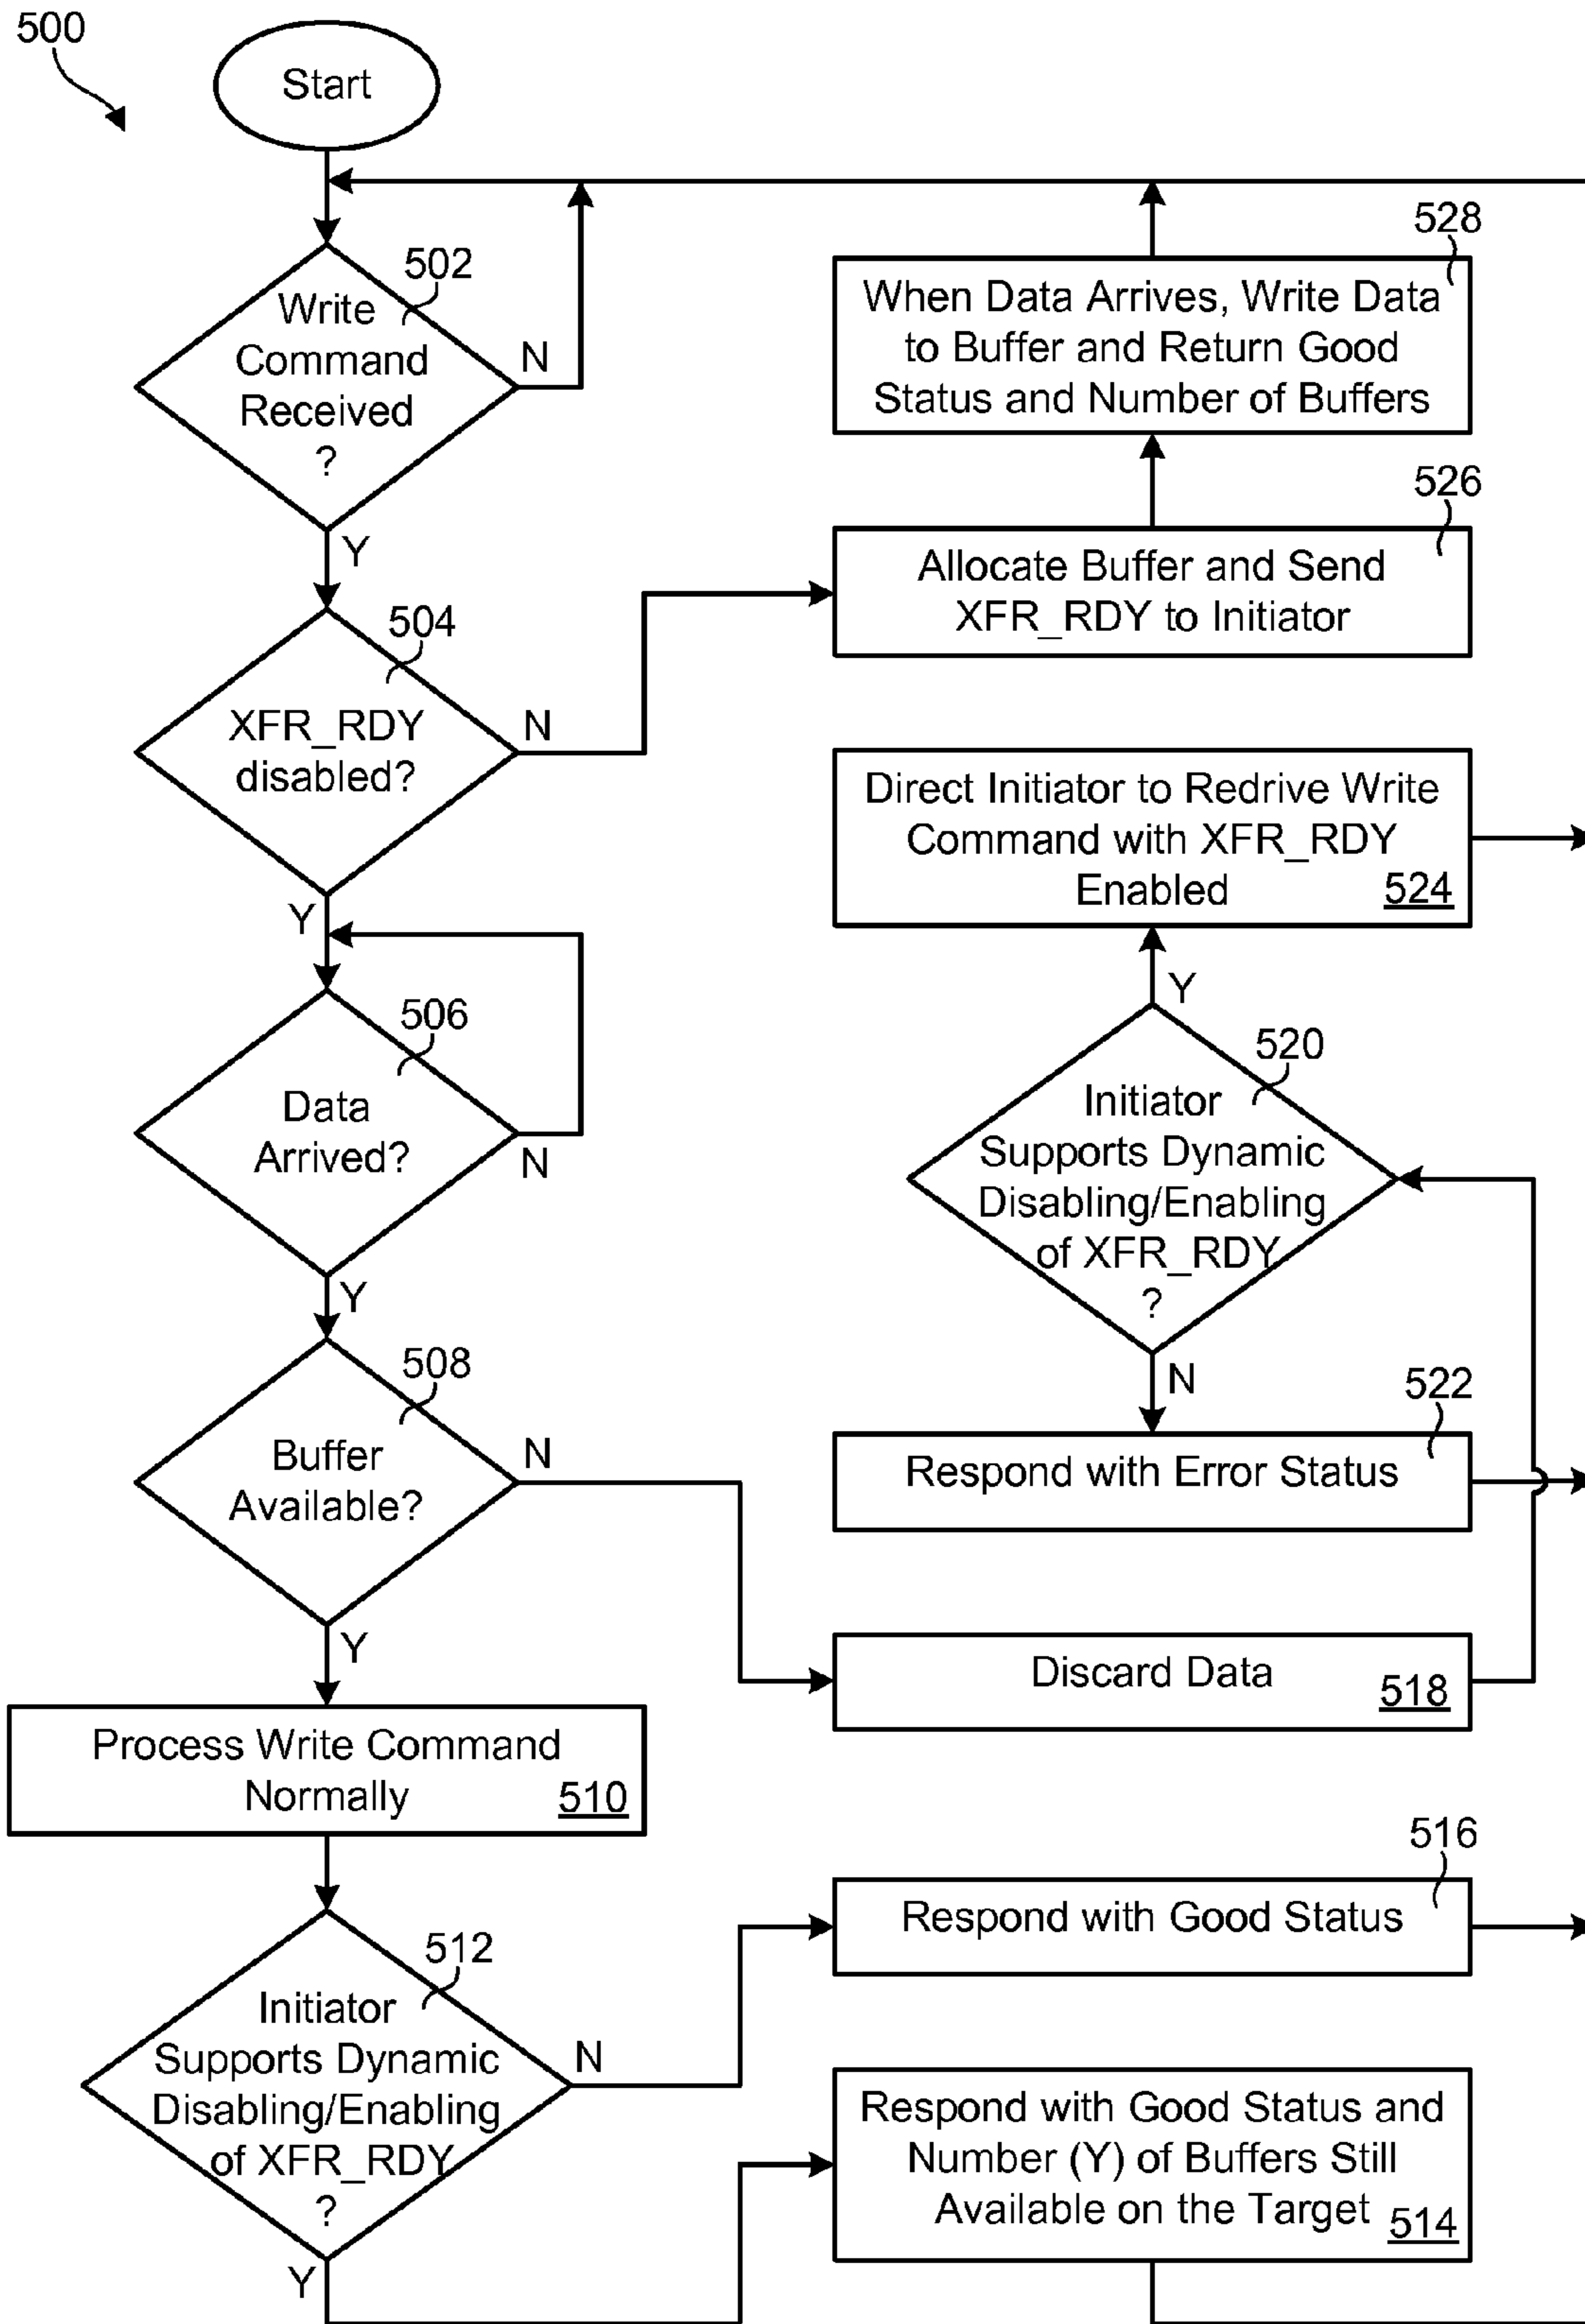 500
Start
502
Write
Command
Received
?
N
Y
504
XFR_RDY
disabled?
N
Y
506
Data
Arrived?
N
Y
508
Buffer
Available?
N
Y
Process Write Command
Normally 510
512
Initiator
Supports Dynamic
Disabling/Enabling
of XFR_RDY
?
N
Y
528
When Data Arrives, Write Data
to Buffer and Return Good
Status and Number of Buffers
526
Allocate Buffer and Send
XFR_RDY to Initiator
Direct Initiator to Redrive Write
Command with XFR_RDY
Enabled 524
Y
520
Initiator
Supports Dynamic
Disabling/Enabling
of XFR_RDY
?
N
522
Respond with Error Status
Discard Data 518
516
Respond with Good Status
Respond with Good Status and
Number (Y) of Buffers Still
Available on the Target 514